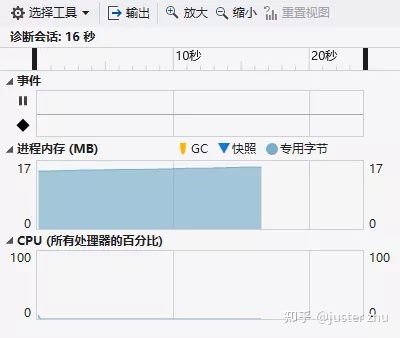 选择工具 输出 放大 缩小 重置视图
诊断会话: 16 秒
10秒 20秒
事件
进程内存 (MB) GC 快照 专用字节
17 17
0 0
CPU (所有处理器的百分比)
100 100
0 0
知乎 @justerzhu